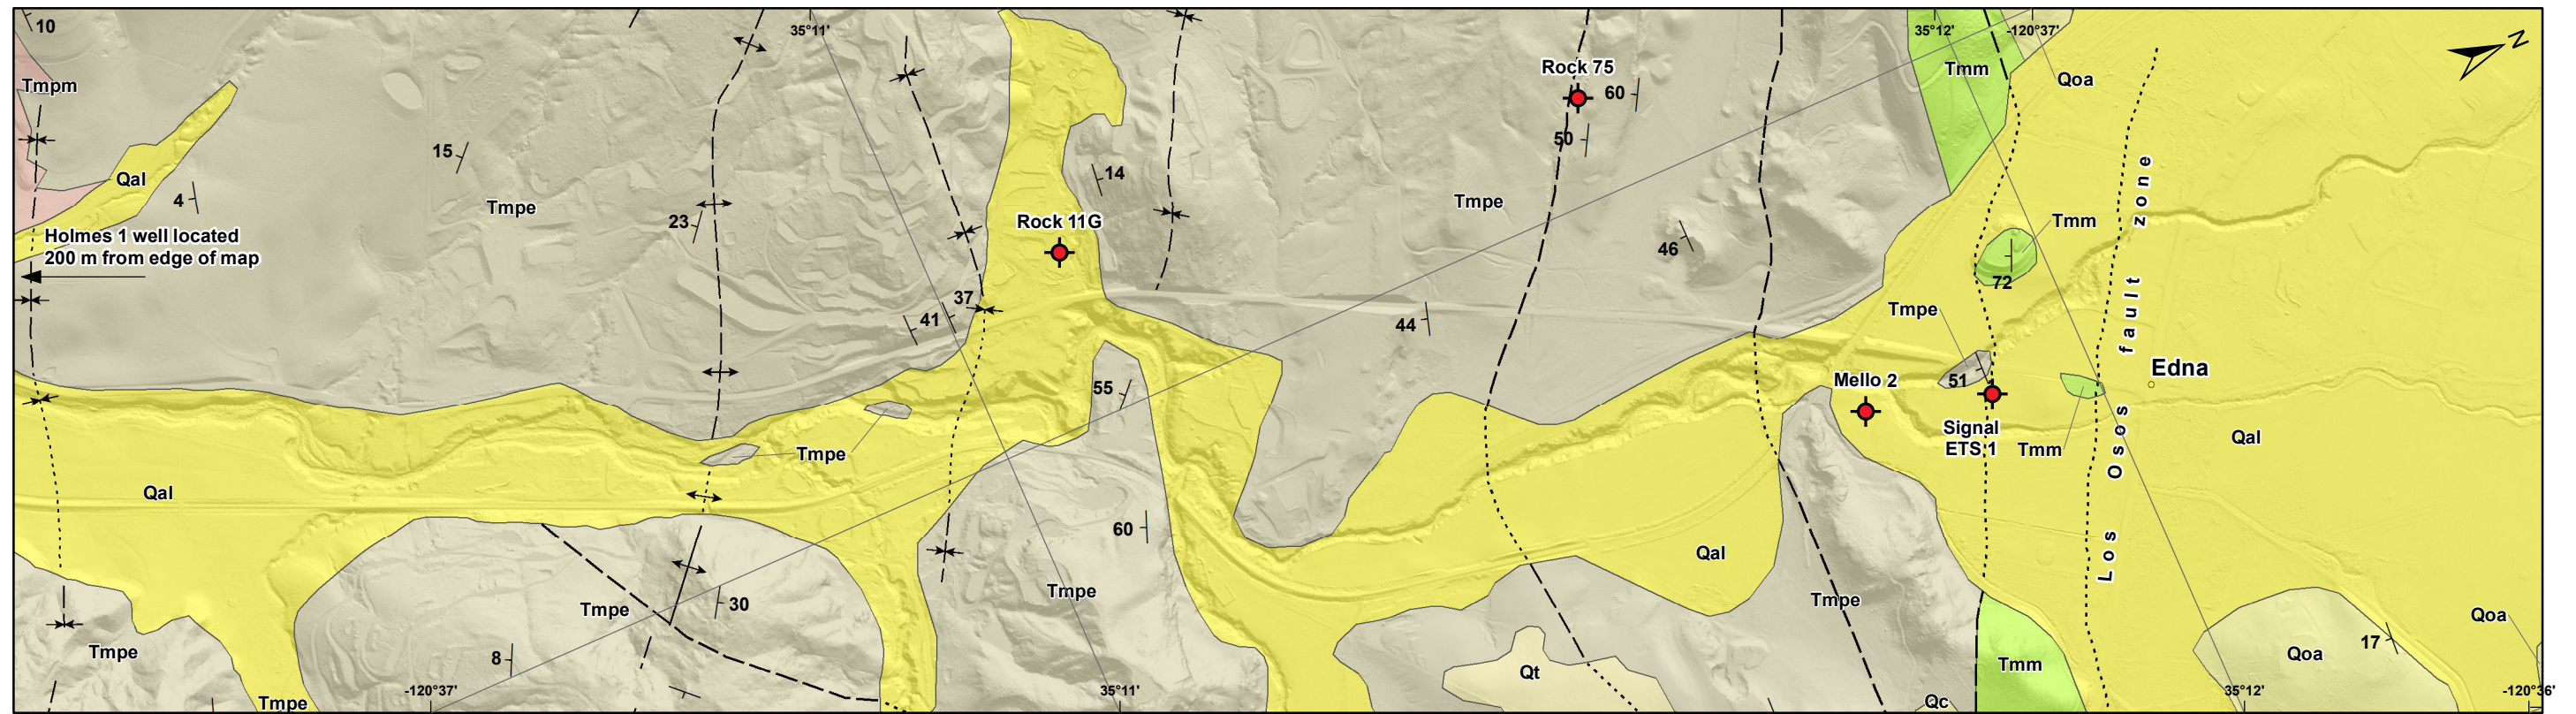 10
35°11'
35°12'
-120°37'
N
Tmpm
Rock 75
60
Tmm
Qoa
50
15
Qal
4
14
Tmpe
23
Tmpe
Rock 11G
Tmm
46
Holmes 1 well located
200 m from edge of map
72
37
41
44
Tmpe
Los Osos fault zone
Edna
55
Mello 2
51
Signal
ETS 1
Tmm
Qal
Tmpe
Qal
60
Qal
Tmpe
30
Tmpe
Tmpe
Tmpe
8
Qt
Tmm
17
Qoa
Qoa
-120°37'
35°11'
35°12'
-120°36'
Tmpe
Qc